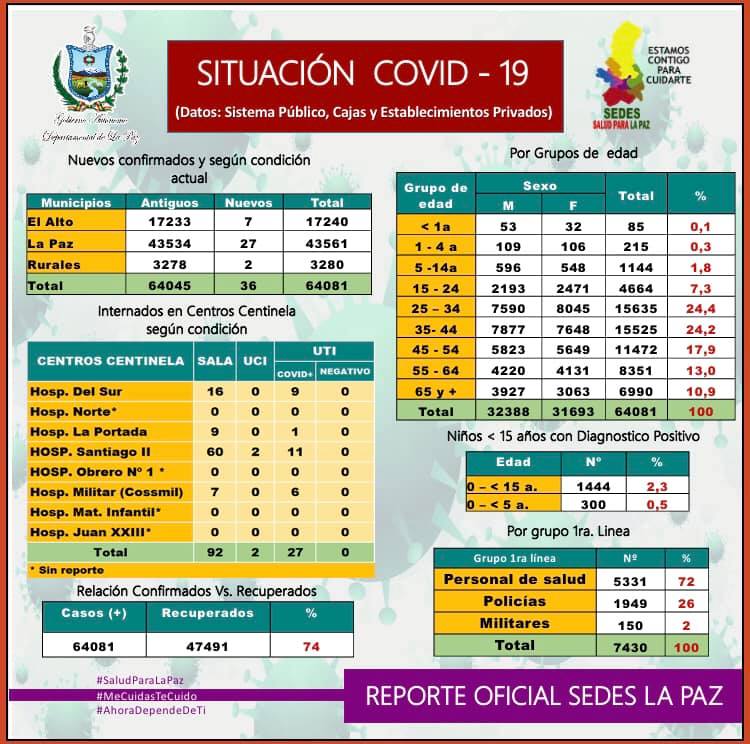 Gobierno Autónomo
Departamental de La Paz
SITUACIÓN COVID - 19
(Datos: Sistema Público, Cajas y Establecimientos Privados)
ESTAMOS
CONTIGO
PARA
CUIDARTE
SEDES
SALUD PARA LA PAZ
Nuevos confirmados y según condición
actual
Municipios Antiguos Nuevos Total
El Alto 17233 7 17240
La Paz 43534 27 43561
Rurales 3278 2 3280
Total 64045 36 64081
Internados en Centros Centinela
según condición
CENTROS CENTINELA SALA UCI UTI
COVID+ NEGATIVO
Hosp. Del Sur 16 0 9 0
Hosp. Norte* 0 0 0 0
Hosp. La Portada 9 0 1 0
HOSP. Santiago II 60 2 11 0
HOSP. Obrero Nº 1 * 0 0 0 0
Hosp. Militar (Cossmil) 7 0 6 0
Hosp. Mat. Infantil* 0 0 0 0
Hosp. Juan XXIII* 0 0 0 0
Total 92 2 27 0
* Sin reporte
Relación Confirmados Vs. Recuperados
Casos (+) Recuperados %
64081 47491 74
Por Grupos de edad
Grupo de edad Sexo Total %
M F
< 1a 53 32 85 0,1
1 - 4 a 109 106 215 0,3
5 -14a 596 548 1144 1,8
15 - 24 2193 2471 4664 7,3
25 – 34 7590 8045 15635 24,4
35- 44 7877 7648 15525 24,2
45 - 54 5823 5649 11472 17,9
55 - 64 4220 4131 8351 13,0
65 y + 3927 3063 6990 10,9
Total 32388 31693 64081 100
Niños < 15 años con Diagnostico Positivo
Edad Nº %
0 – < 15 a. 1444 2,3
0 – < 5 a. 300 0,5
Por grupo 1ra. Linea
Grupo 1ra línea Nº %
Personal de salud 5331 72
Policías 1949 26
Militares 150 2
Total 7430 100
#SaludParaLaPaz
#MeCuidasTeCuido
#AhoraDependeDeTi
REPORTE OFICIAL SEDES LA PAZ